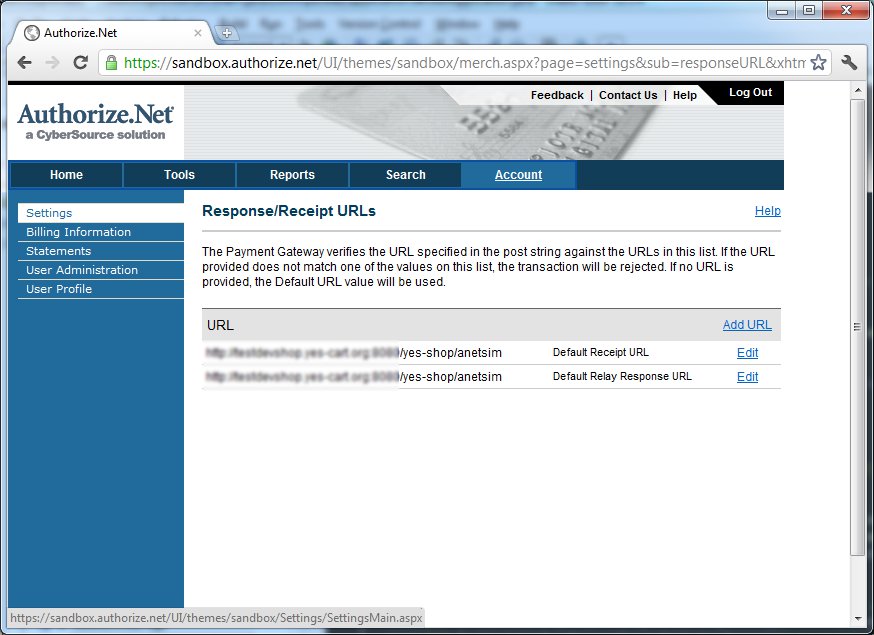 Authorize.Net
https://sandbox.authorize.net/UI/themes/sandbox/merch.aspx?page=settings&sub=responseURL&xhtm
Feedback | Contact Us | Help
Log Out
Authorize.Net
a CyberSource solution
Home
Tools
Reports
Search
Account
Settings
Billing Information
Statements
User Administration
User Profile
Response/Receipt URLs
Help
The Payment Gateway verifies the URL specified in the post string against the URLs in this list. If the URL
provided does not match one of the values on this list, the transaction will be rejected. If no URL is
provided, the Default URL value will be used.
URL
Add URL
/yes-shop/anetsim
Default Receipt URL
Edit
/yes-shop/anetsim
Default Relay Response URL
Edit
https://sandbox.authorize.net/UI/themes/sandbox/Settings/SettingsMain.aspx